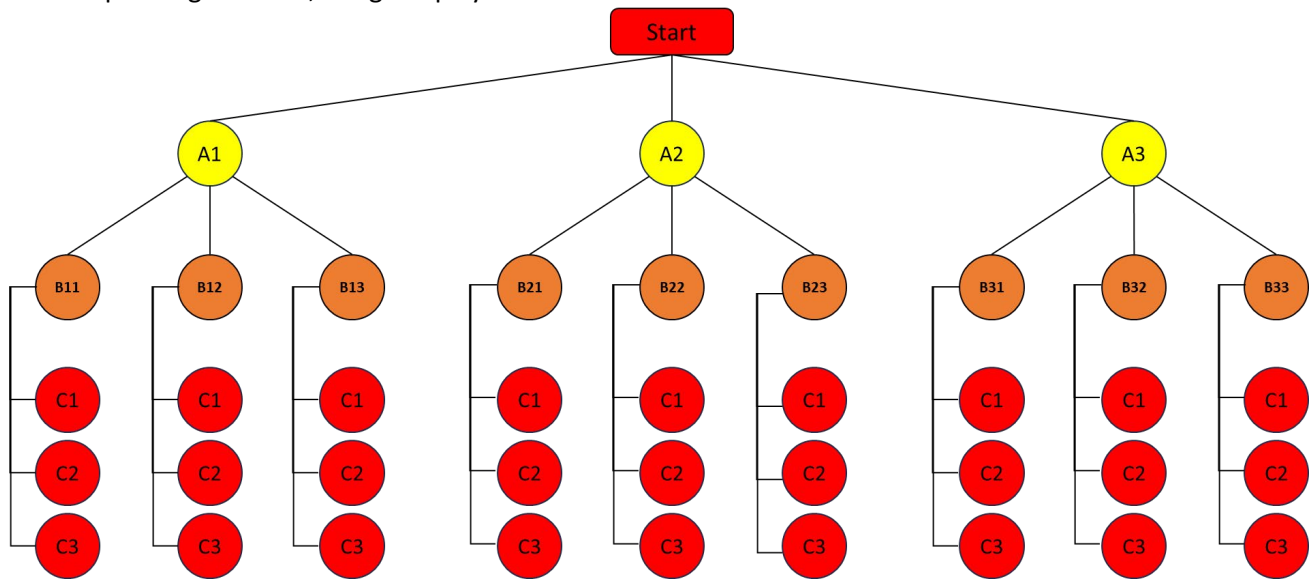 Start
A1 A2 A3
B11 B12 B13 B21 B22 B23 B31 B32 B33
C1 C1 C1 C1 C1 C1 C1 C1 C1
C2 C2 C2 C2 C2 C2 C2 C2 C2
C3 C3 C3 C3 C3 C3 C3 C3 C3